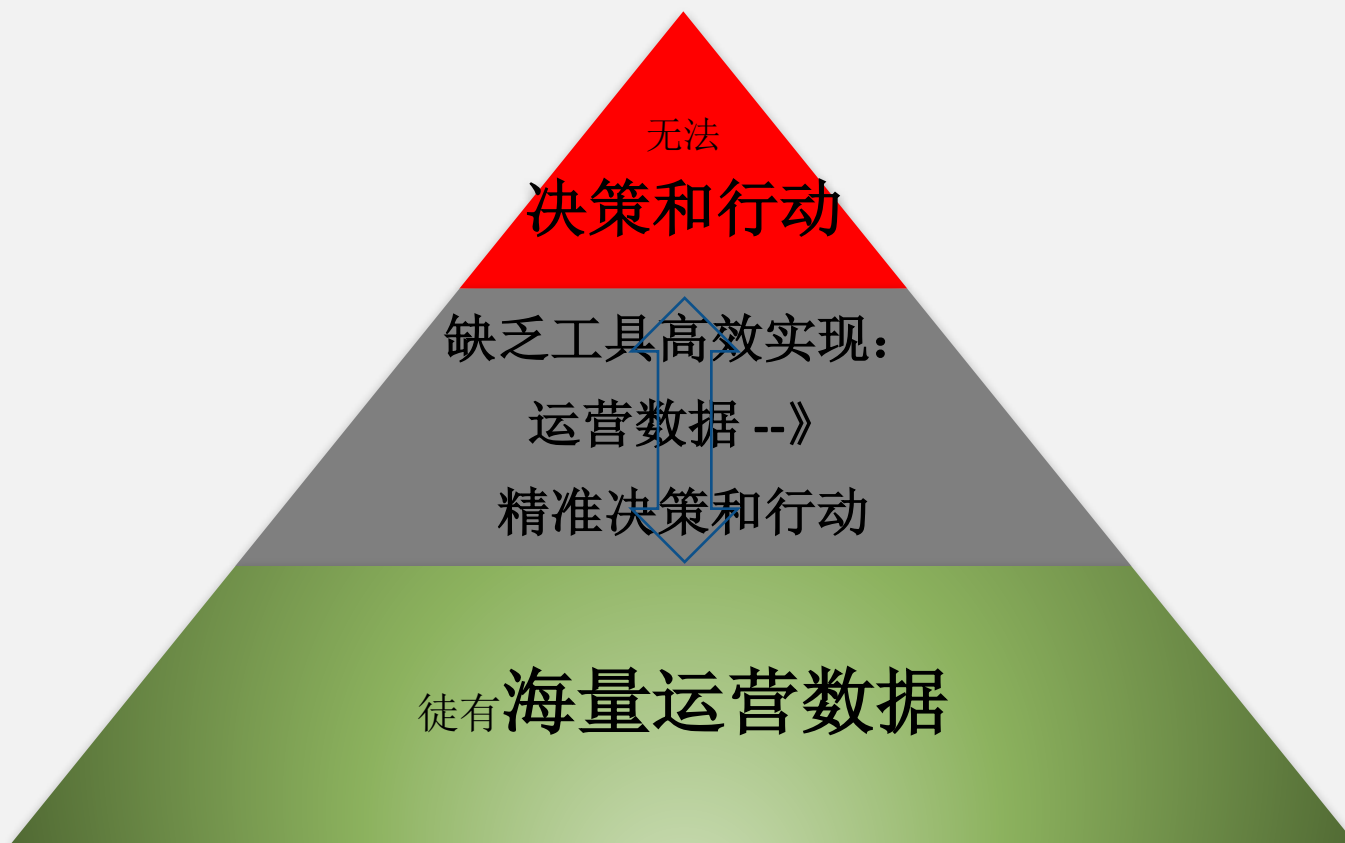 无法
决策和行动
缺乏工具高效实现：
运营数据 --》
精准决策和行动
徒有海量运营数据